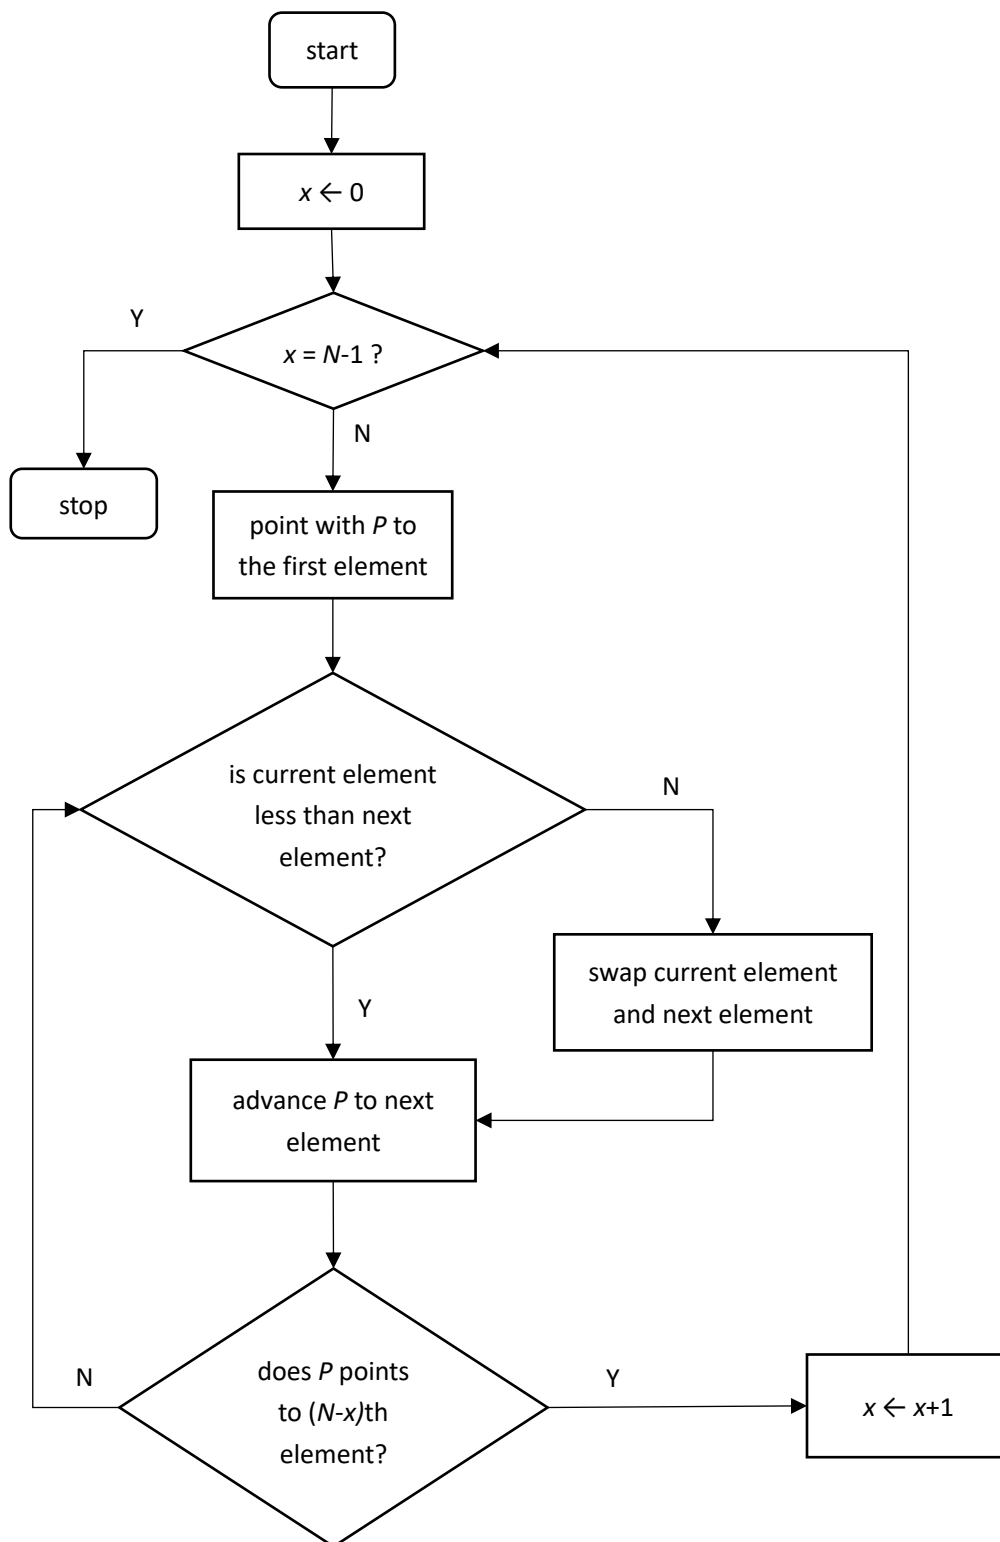 start
x ← 0
Y
x = N-1 ?
N
stop
point with P to
the first element
is current element
less than next
element?
N
swap current element
and next element
Y
advance P to next
element
N
does P points
to (N-x)th
element?
Y
x ← x+1